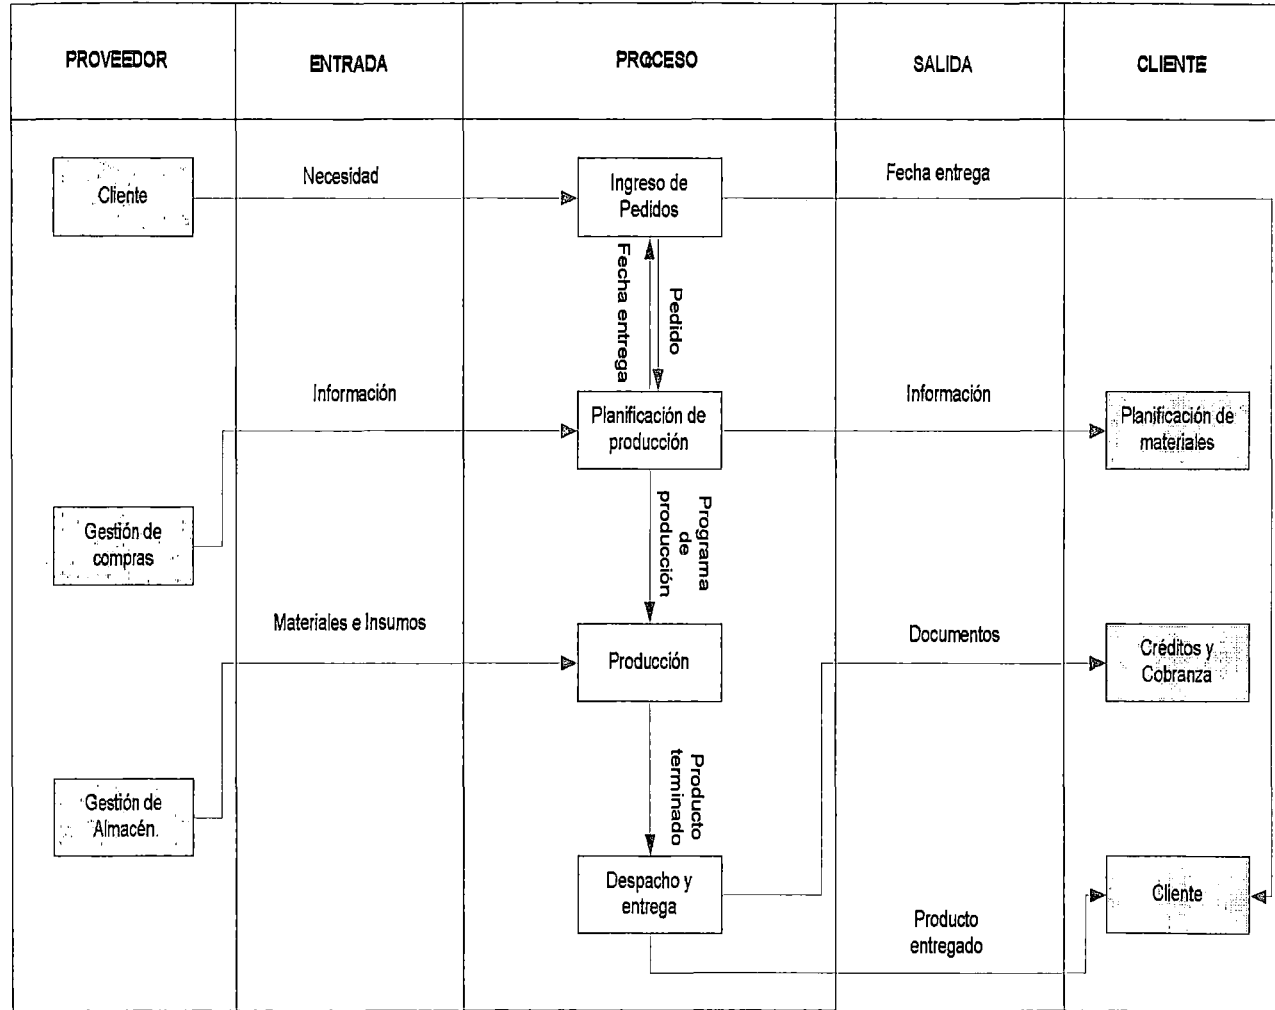 PROVEEDOR
ENTRADA
PROCESO
SALIDA
CLIENTE
Cliente
Necesidad
Ingreso de
Pedidos
Fecha entrega
Fecha entrega
Pedido
Información
Planificación de
producción
Información
Planificación de
materiales
Gestión de
compras
Programa
de
producción
Materiales e Insumos
Producción
Documentos
Créditos y
Cobranza
Gestión de
Almacén.
Producto
terminado
Despacho y
entrega
Producto
entregado
Cliente